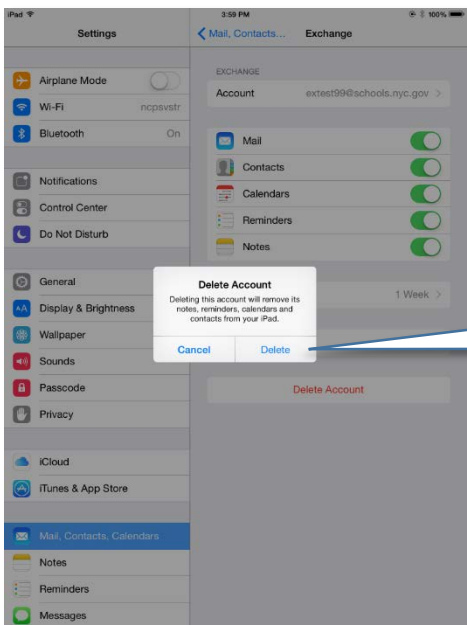 iPad 3:59 PM 100%
Settings
Mail, Contacts... Exchange
Airplane Mode
Wi-Fi ncpsvstr
Bluetooth On
Notifications
Control Center
Do Not Disturb
General
Display & Brightness
Wallpaper
Sounds
Passcode
Privacy
iCloud
iTunes & App Store
Mail, Contacts, Calendars
Notes
Reminders
Messages
EXCHANGE
Account extest99@schools.nyc.gov
Mail
Contacts
Calendars
Reminders
Notes
1 Week
Delete Account
Deleting this account will remove its
notes, reminders, calendars and
contacts from your iPad.
Cancel Delete
Delete Account